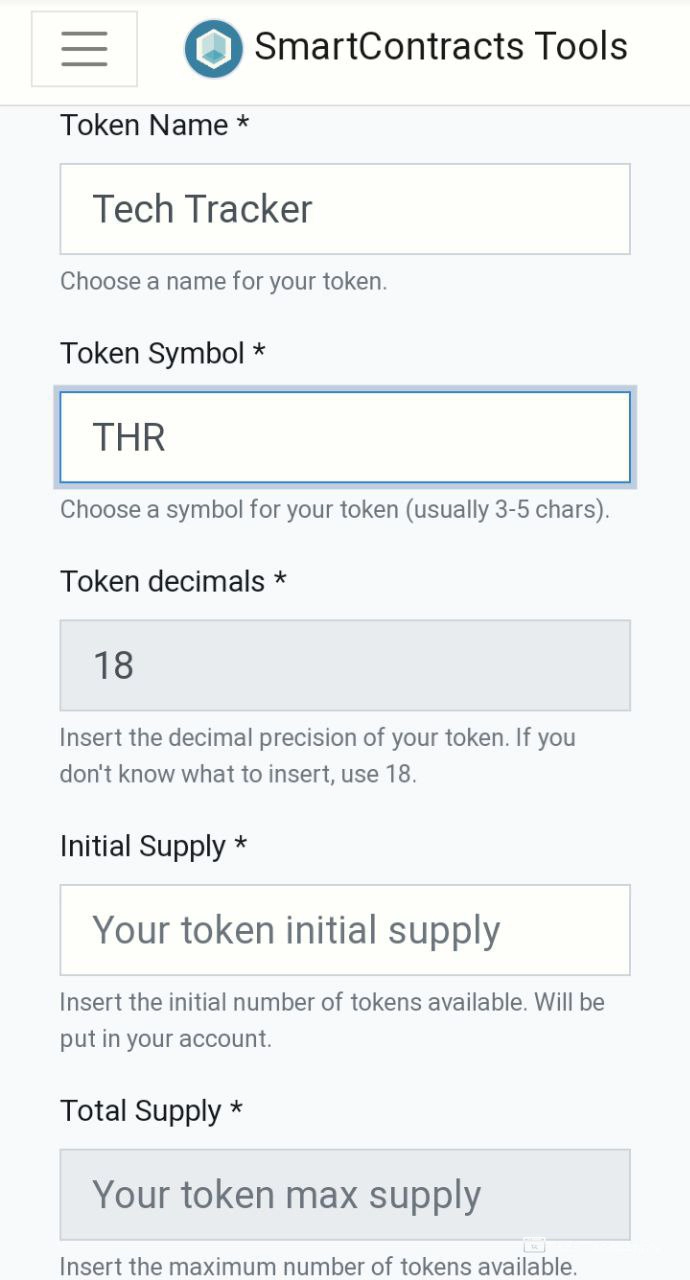 SmartContracts Tools
Token Name *
Tech Tracker
Choose a name for your token.
Token Symbol *
THR
Choose a symbol for your token (usually 3-5 chars).
Token decimals *
18
Insert the decimal precision of your token. If you
don't know what to insert, use 18.
Initial Supply *
Your token initial supply
Insert the initial number of tokens available. Will be
put in your account.
Total Supply *
Your token max supply
Insert the maximum number of tokens available.